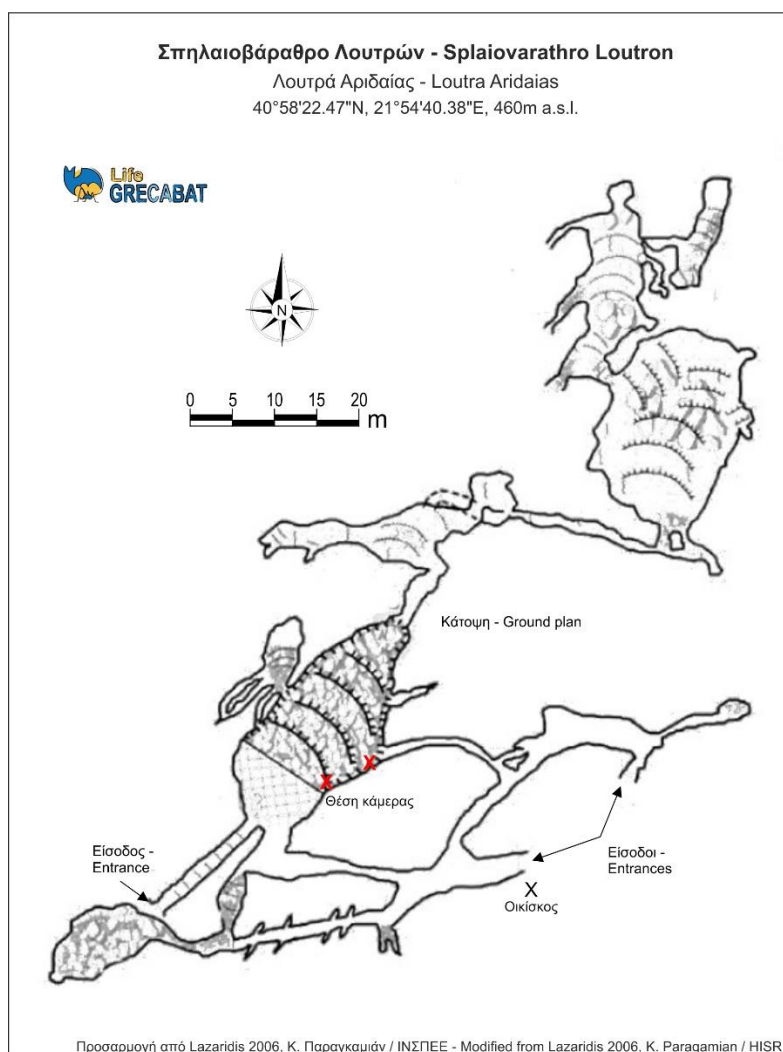 Σπηλαιοβάραθρο Λουτρών - Splaiovarathro Loutron
Λουτρά Αριδαίας - Loutra Aridaias
40°58'22.47"N, 21°54'40.38"E, 460m a.s.l.
Life
GRECABAT
N
0 5 10 15 20
m
Κάτοψη - Ground plan
X X
Θέση κάμερας
Είσοδος -
Entrance
Είσοδοι -
Entrances
X
Οικίσκος
Προσαρμογή από Lazaridis 2006, Κ. Παραγκαμιάν / ΙΝΣΠΕΕ - Modified from Lazaridis 2006, K. Paragamian / HISR